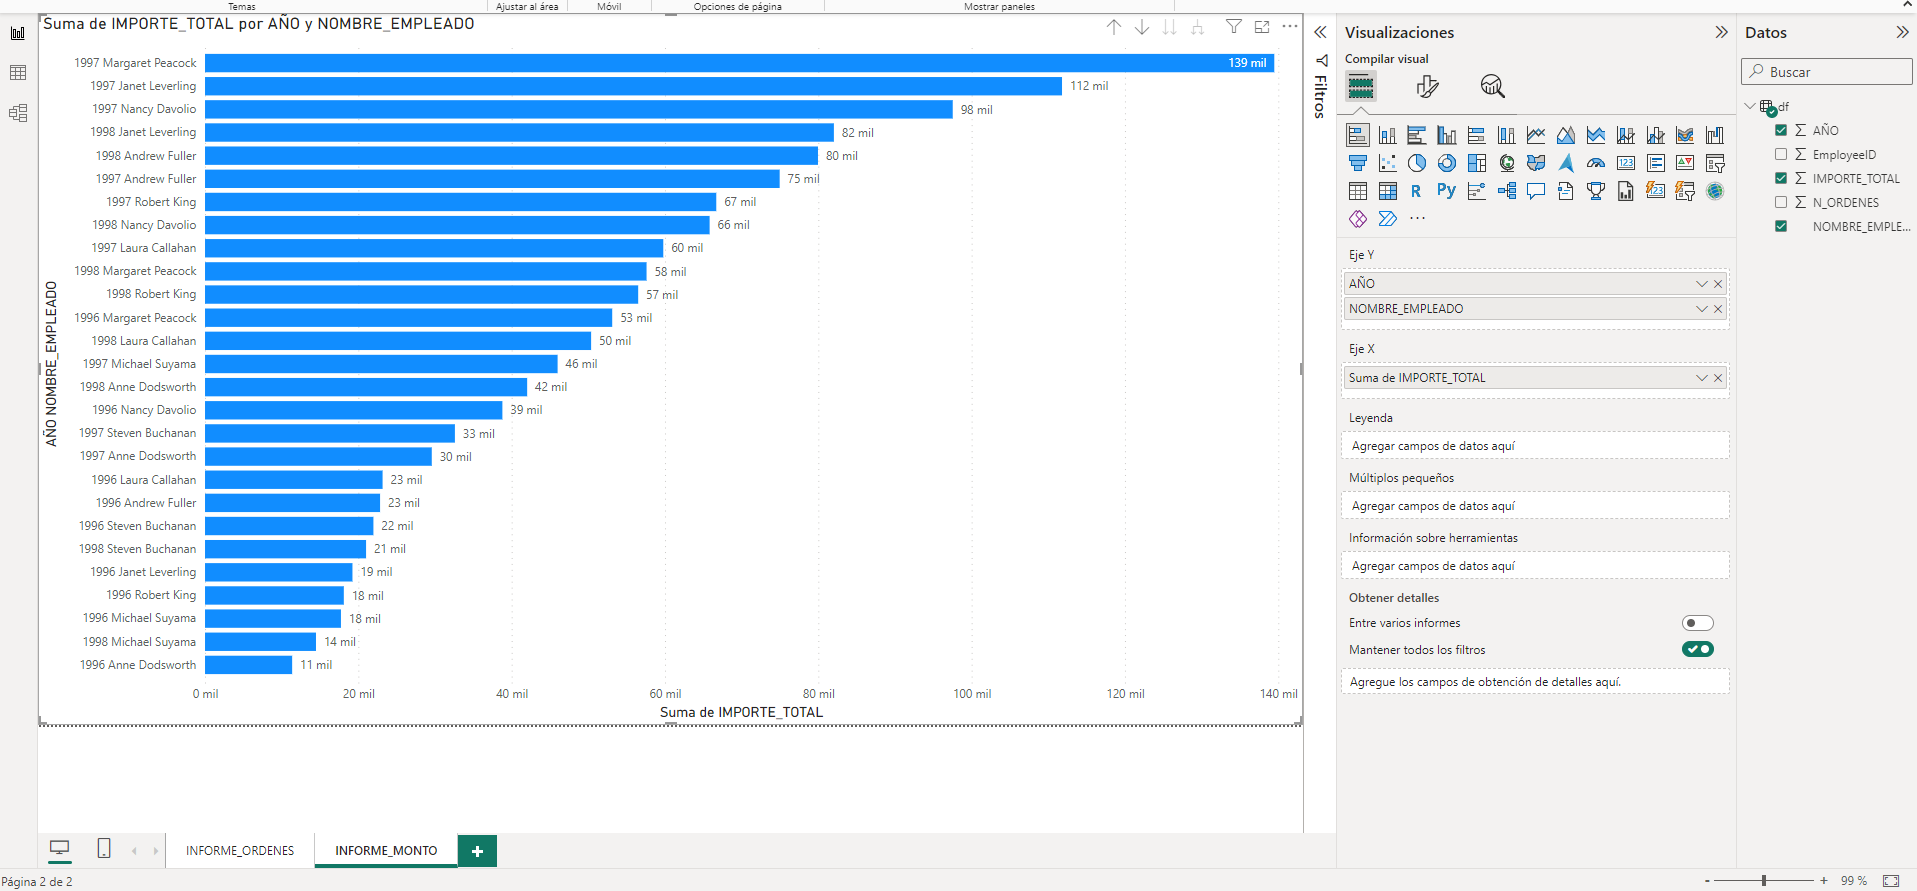 Temas
Ajustar al área
Móvil
Opciones de página
Mostrar paneles
Suma de IMPORTE_TOTAL por AÑO y NOMBRE_EMPLEADO
AÑO NOMBRE_EMPLEADO
1997 Margaret Peacock 139 mil
1997 Janet Leverling 112 mil
1997 Nancy Davolio 98 mil
1998 Janet Leverling 82 mil
1998 Andrew Fuller 80 mil
1997 Andrew Fuller 75 mil
1997 Robert King 67 mil
1998 Nancy Davolio 66 mil
1997 Laura Callahan 60 mil
1998 Margaret Peacock 58 mil
1998 Robert King 57 mil
1996 Margaret Peacock 53 mil
1998 Laura Callahan 50 mil
1997 Michael Suyama 46 mil
1998 Anne Dodsworth 42 mil
1996 Nancy Davolio 39 mil
1997 Steven Buchanan 33 mil
1997 Anne Dodsworth 30 mil
1996 Laura Callahan 23 mil
1996 Andrew Fuller 23 mil
1996 Steven Buchanan 22 mil
1998 Steven Buchanan 21 mil
1996 Janet Leverling 19 mil
1996 Robert King 18 mil
1996 Michael Suyama 18 mil
1998 Michael Suyama 14 mil
1996 Anne Dodsworth 11 mil
0 mil 20 mil 40 mil 60 mil 80 mil 100 mil 120 mil 140 mil
Suma de IMPORTE_TOTAL
Filtros
Visualizaciones
Compilar visual
123
R
Py
123
Eje Y
AÑO
NOMBRE_EMPLEADO
Eje X
Suma de IMPORTE_TOTAL
Leyenda
Agregar campos de datos aquí
Múltiplos pequeños
Agregar campos de datos aquí
Información sobre herramientas
Agregar campos de datos aquí
Obtener detalles
Entre varios informes
Mantener todos los filtros
Agregue los campos de obtención de detalles aquí.
Datos
Buscar
df
AÑO
EmployeeID
IMPORTE_TOTAL
N_ORDENES
NOMBRE_EMPLE...
INFORME_ORDENES
INFORME_MONTO
Página 2 de 2
- + 99 %